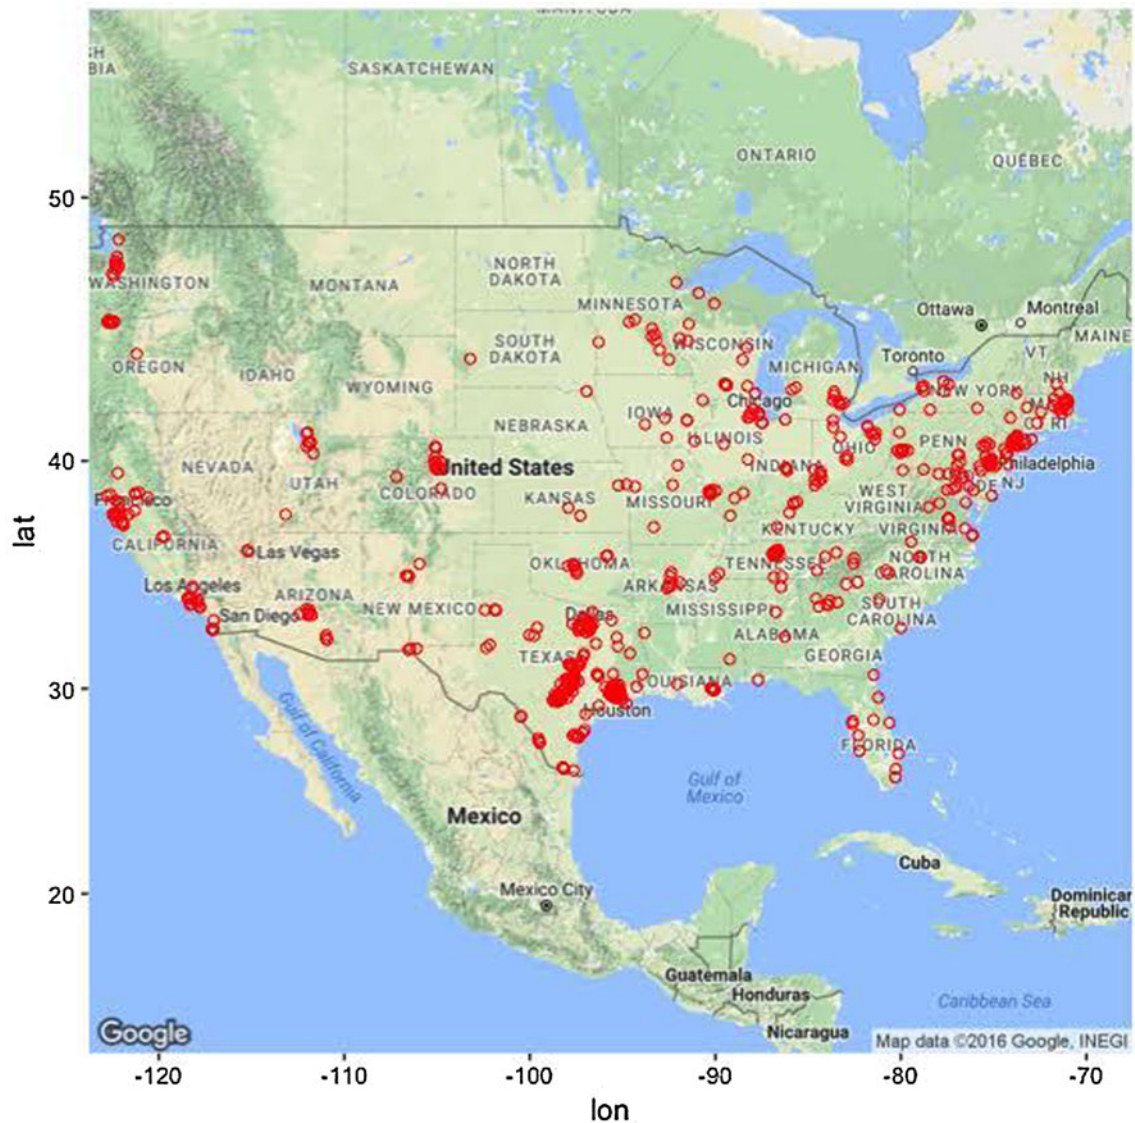 MANITOBA
SH
BIA
SASKATCHEWAN
ONTARIO
QUEBEC
50
NORTH
DAKOTA
WASHINGTON
MONTANA
MINNESOTA
Ottawa
Montreal
MAINE
SOUTH
DAKOTA
WISCONSIN
VT
Toronto
OREGON
IDAHO
MICHIGAN
NH
WYOMING
NEW YORK
Chicago
IOWA
RI
NEBRASKA
ILLINOIS
OHIO
PENN
40
NEVADA
United States
INDIANA
Philadelphia
UTAH
COLORADO
KANSAS
MISSOURI
WEST
VIRGINIA
DE
NJ
Francisco
KENTUCKY
VIRGINIA
CALIFORNIA
Las Vegas
OKLAHOMA
TENNESSEE
NORTH
CAROLINA
Los Angeles
ARIZONA
NEW MEXICO
ARKANSAS
MISSISSIPPI
SOUTH
CAROLINA
San Diego
Dallas
ALABAMA
TEXAS
GEORGIA
30
LOUISIANA
Houston
FLORIDA
Gulf of California
Gulf of
Mexico
Mexico
Cuba
20
Mexico City
Dominican
Republic
Guatemala
Honduras
Caribbean Sea
Nicaragua
Google
Map data ©2016 Google, INEGI
-120
-110
-100
-90
-80
-70
lon
lat